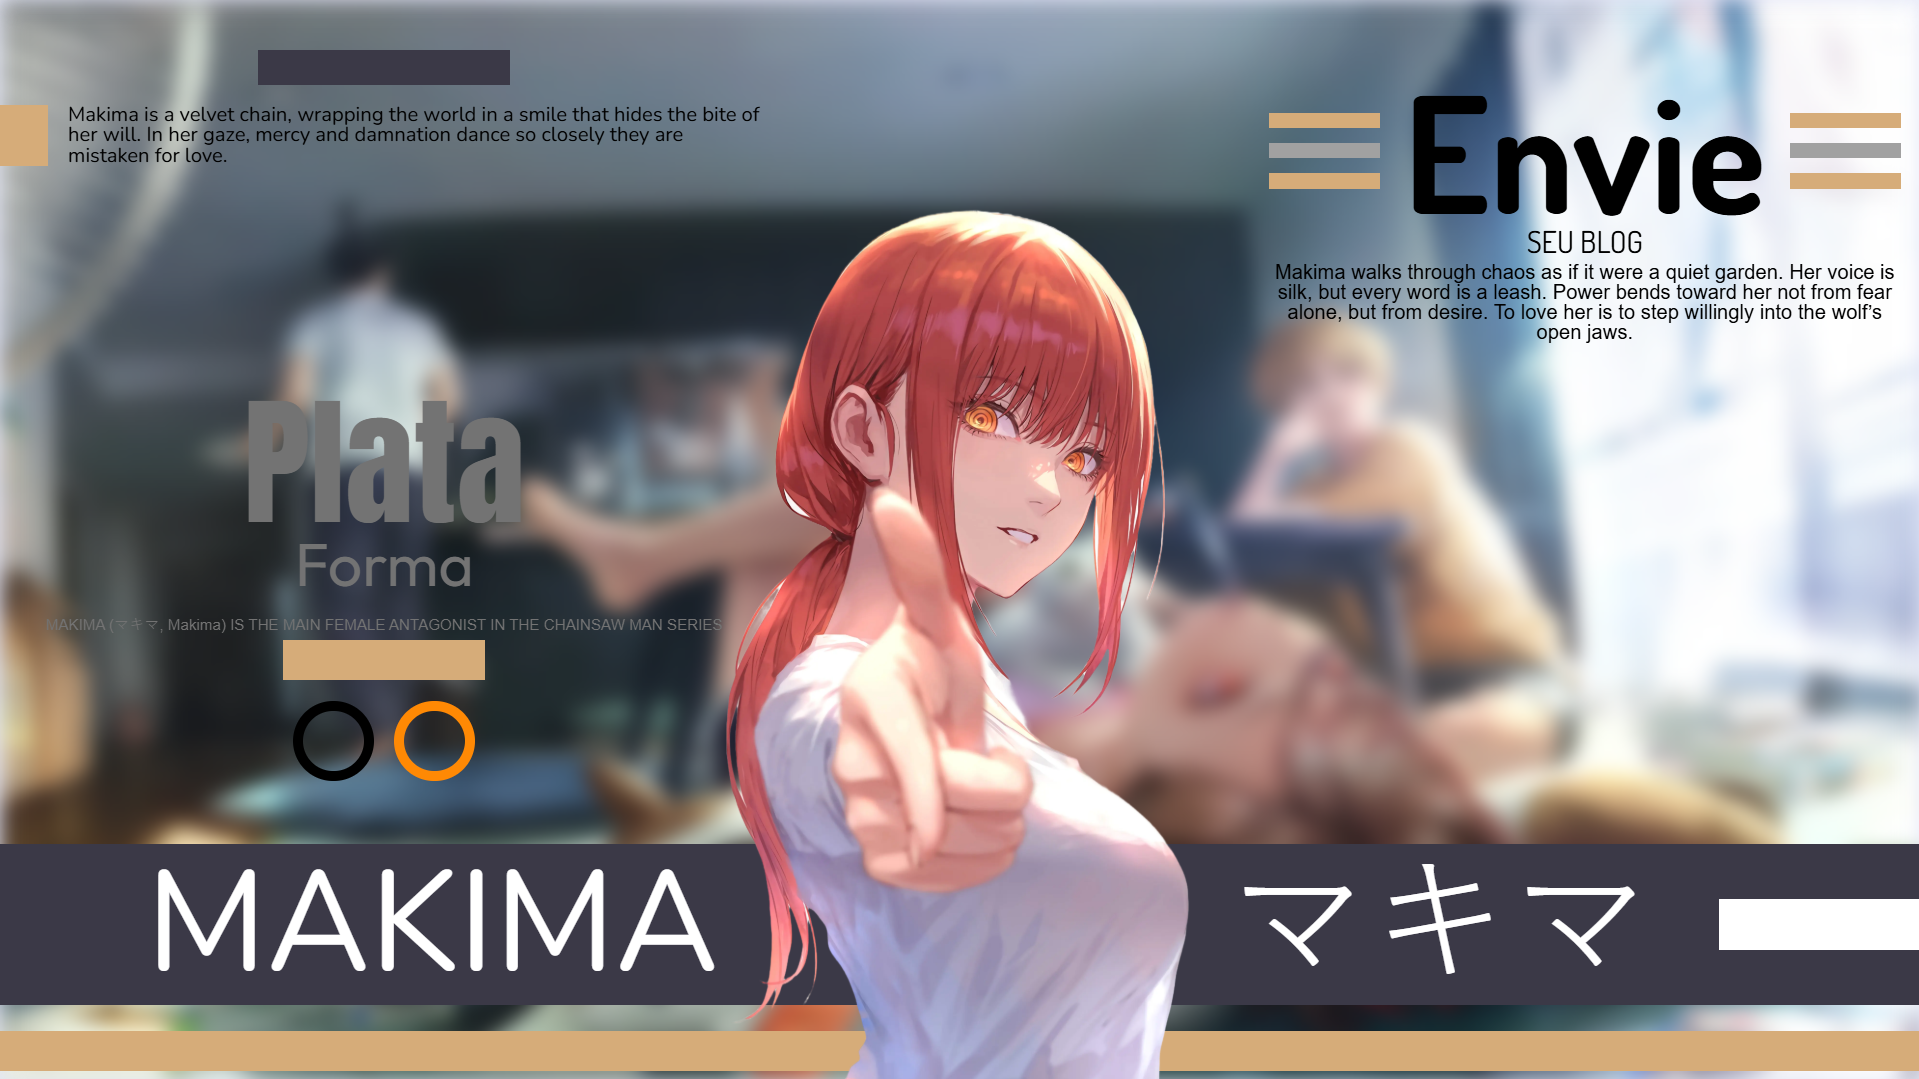 Makima is a velvet chain, wrapping the world in a smile that hides the bite of
her will. In her gaze, mercy and damnation dance so closely they are
mistaken for love.
Envie
SEU BLOG
Makima walks through chaos as if it were a quiet garden. Her voice is
silk, but every word is a leash. Power bends toward her not from fear
alone, but from desire. To love her is to step willingly into the wolf’s
open jaws.
Plata
Forma
MAKIMA (マキマ, Makima) IS THE MAIN FEMALE ANTAGONIST IN THE CHAINSAW MAN SERIES
MAKIMA
マキマ